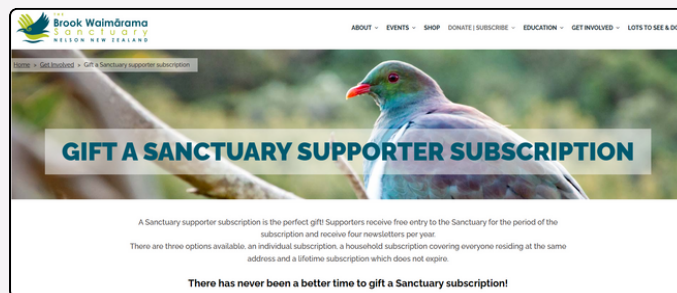 THE
Brook Waimārama
Sanctuary
NELSON NEW ZEALAND
ABOUT EVENTS SHOP DONATE | SUBSCRIBE EDUCATION GET INVOLVED LOTS TO SEE & DO
Home » Get Involved » Gift a Sanctuary supporter subscription
GIFT A SANCTUARY SUPPORTER SUBSCRIPTION
A Sanctuary supporter subscription is the perfect gift! Supporters receive free entry to the Sanctuary for the period of the
subscription and receive four newsletters per year.
There are three options available, an individual subscription, a household subscription covering everyone residing at the same
address and a lifetime subscription which does not expire.
There has never been a better time to gift a Sanctuary subscription!